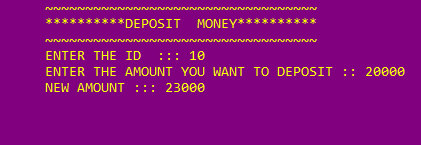 ~~~~~~~~~~~~~~~~~~~~~~~~~~~~~~~~~~
**********DEPOSIT  MONEY**********
~~~~~~~~~~~~~~~~~~~~~~~~~~~~~~~~~~
ENTER THE ID  ::: 10
ENTER THE AMOUNT YOU WANT TO DEPOSIT :: 20000
NEW AMOUNT ::: 23000